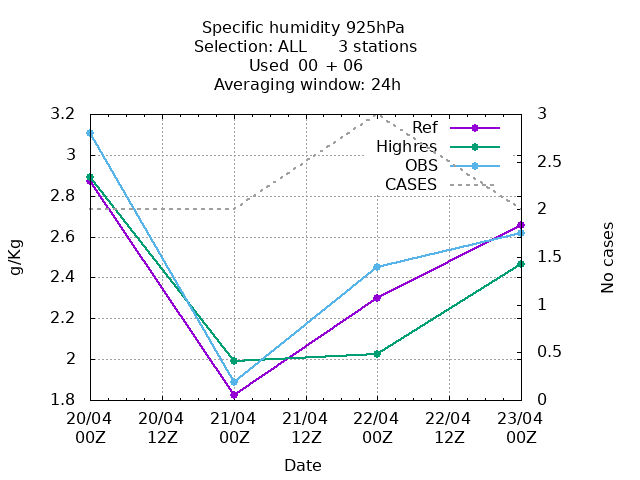 Specific humidity 925hPa
Selection: ALL      3 stations
Used  00 + 06
Averaging window: 24h
3.2
3
2.8
2.6
2.4
2.2
2
1.8
g/Kg
3
2.5
2
1.5
1
0.5
0
No cases
Ref
Highres
OBS
CASES
20/04 20/04 21/04 21/04 22/04 22/04 23/04
00Z 12Z 00Z 12Z 00Z 12Z 00Z
Date